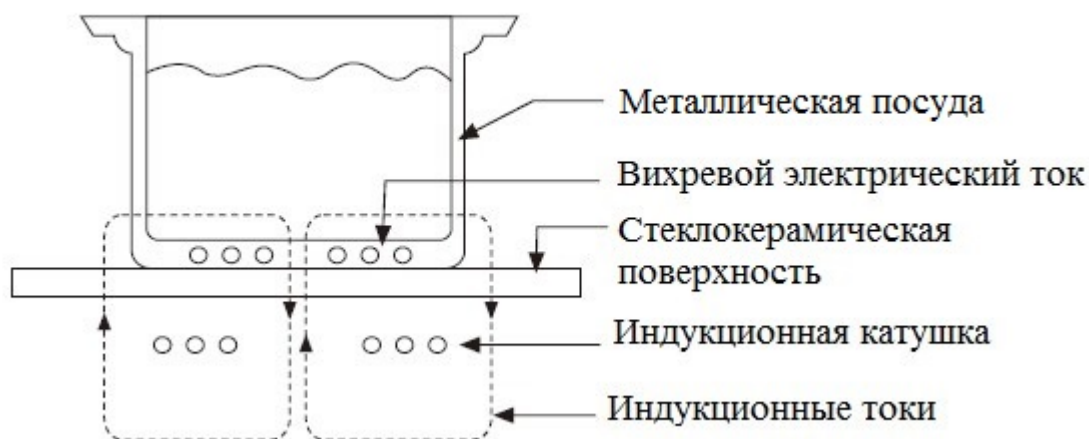 Металлическая посуда
Вихревой электрический ток
Стеклокерамическая
поверхность
Индукционная катушка
Индукционные токи